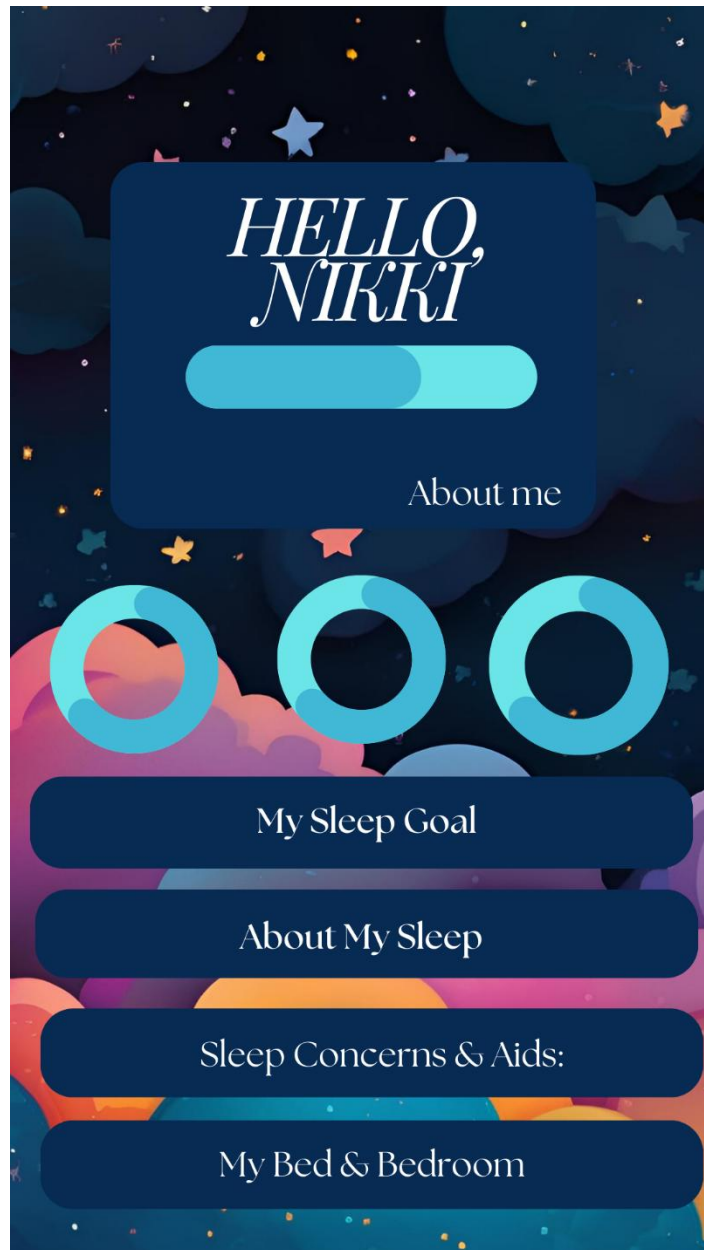 HELLO,
NIKKI
About me
My Sleep Goal
About My Sleep
Sleep Concerns & Aids:
My Bed & Bedroom